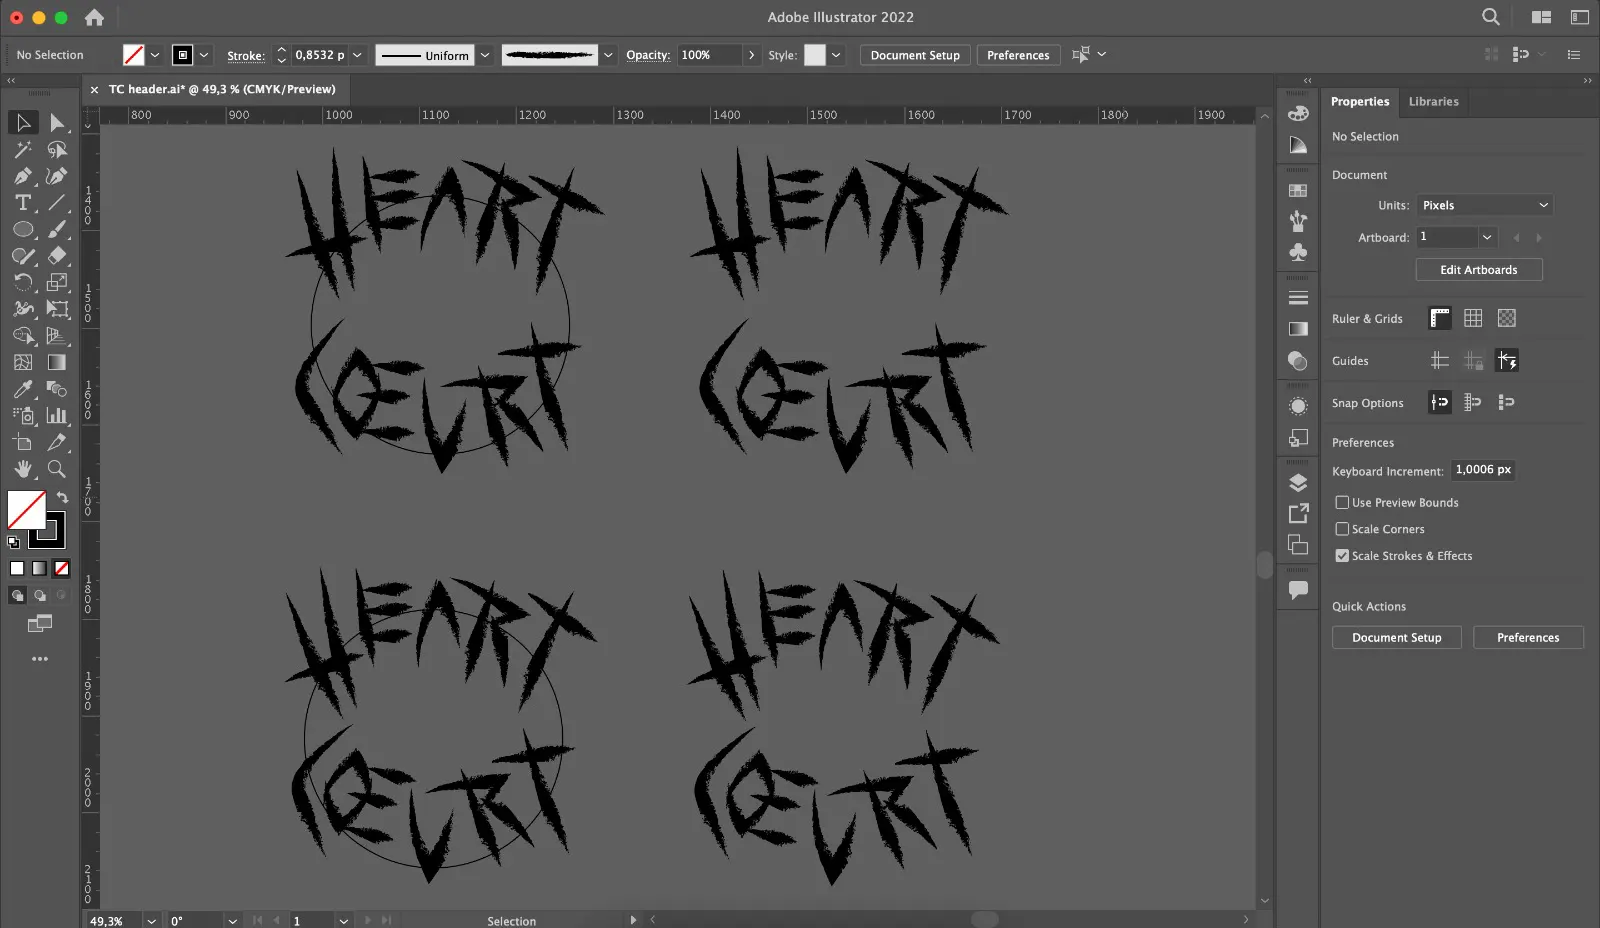 Adobe Illustrator 2022
No Selection
Stroke:
0,8532 p
Uniform
Opacity:
100%
Style:
Document Setup
Preferences
TC header.ai* @ 49,3 % (CMYK/Preview)
800 900 1000 1100 1200 1300 1400 1500 1600 1700 1800 1900
1400
1500
1600
1700
1800
1900
2000
2100
HEART HEART
CŒURT CŒURT
HEART HEART
CŒURT CŒURT
Properties
Libraries
No Selection
Document
Units: Pixels
Artboard: 1
Edit Artboards
Ruler & Grids
Guides
Snap Options
Preferences
Keyboard Increment: 1,0006 px
Use Preview Bounds
Scale Corners
Scale Strokes & Effects
Quick Actions
Document Setup
Preferences
49,3%
0°
1
Selection